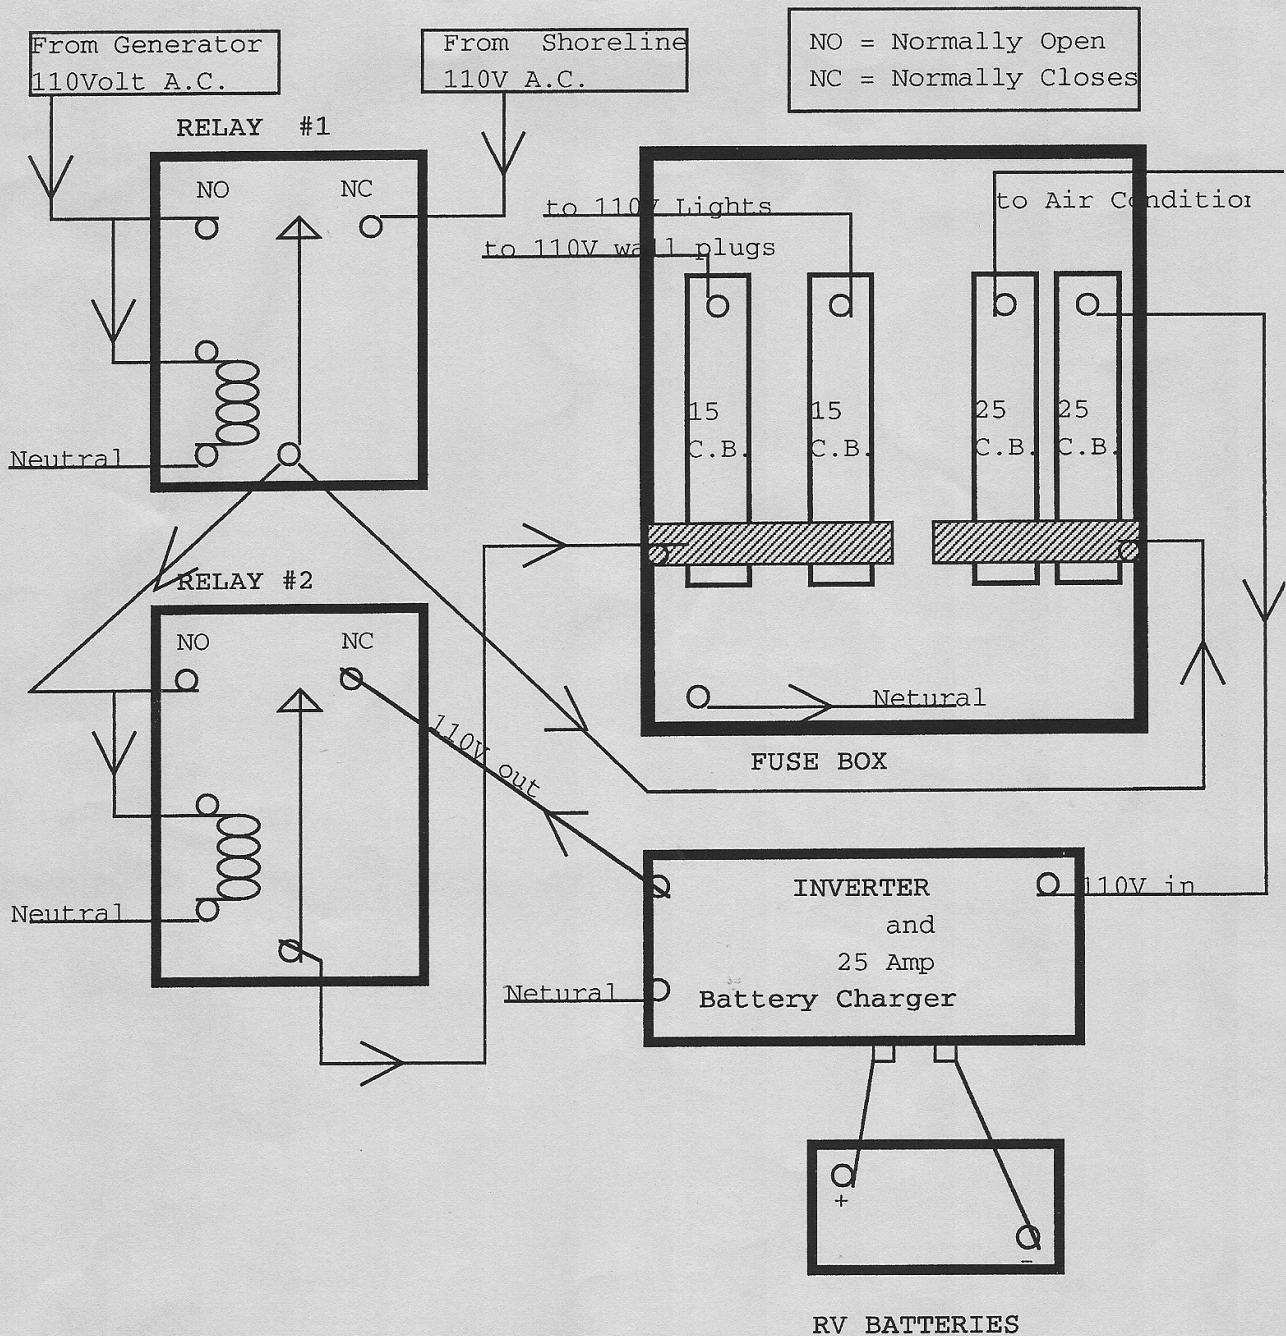 From Generator
110Volt A.C.
From Shoreline
110V A.C.
NO = Normally Open
NC = Normally Closes
RELAY #1
NO
NC
to 110V Lights
to Air Condition
to 110V wall plugs
15
C.B.
15
C.B.
25
C.B.
25
C.B.
Neutral
RELAY #2
NO
NC
Netural
110V out
FUSE BOX
INVERTER
and
25 Amp
Battery Charger
110V in
Neutral
Netural
+
-
RV BATTERIES